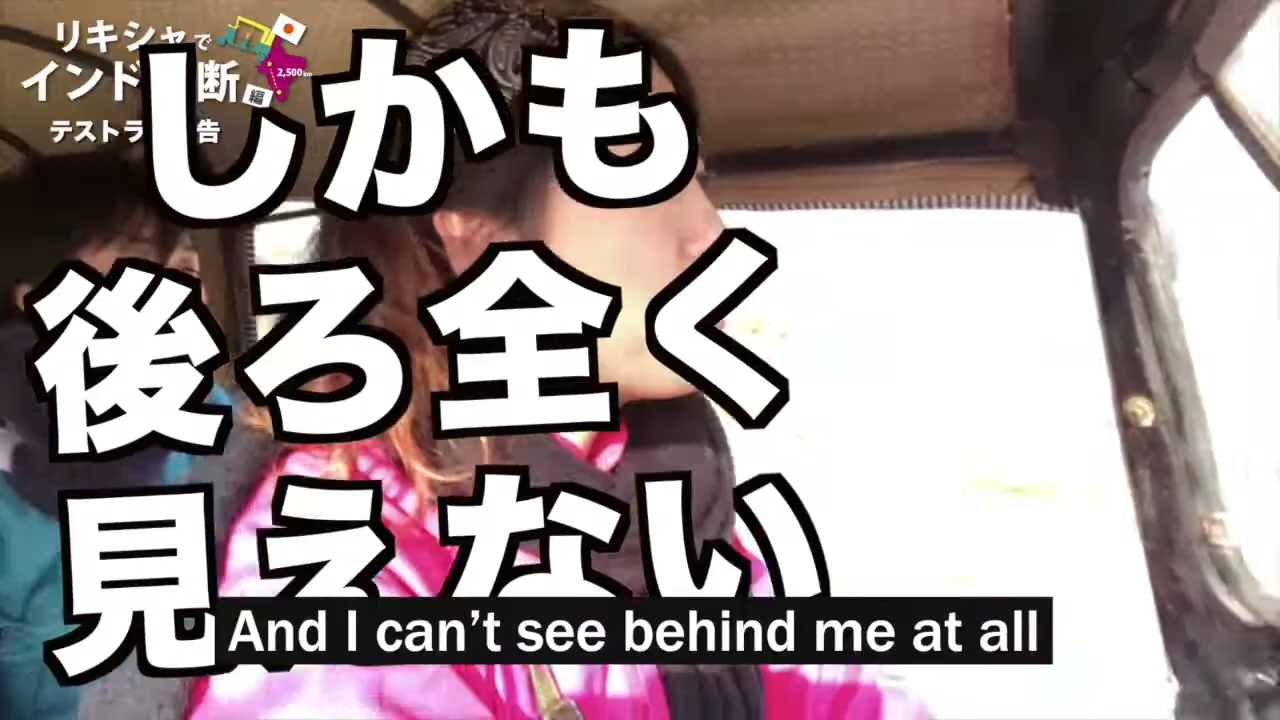 リキシャで
インド 断
編
2,500km
テストラ 告
しかも
後ろ全く
見えない
And I can't see behind me at all